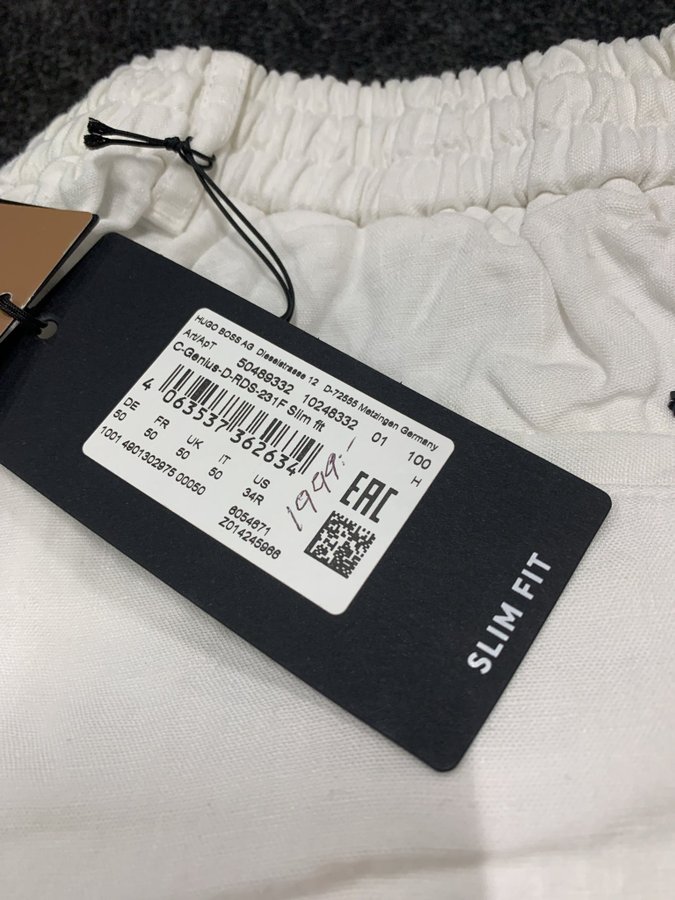 HUGO BOSS AG Dieselstrasse 12 D-72555 Metzingen Germany
Art/ApT 50489332 10248332 01 100
C-Genius-D-RDS-231F Slim fit H
4 063537 362634
DE FR UK IT US
50 50 50 50 34R
1001 4901302975 00050 6054671
Z014245966
1999:-
EAC
SLIM FIT